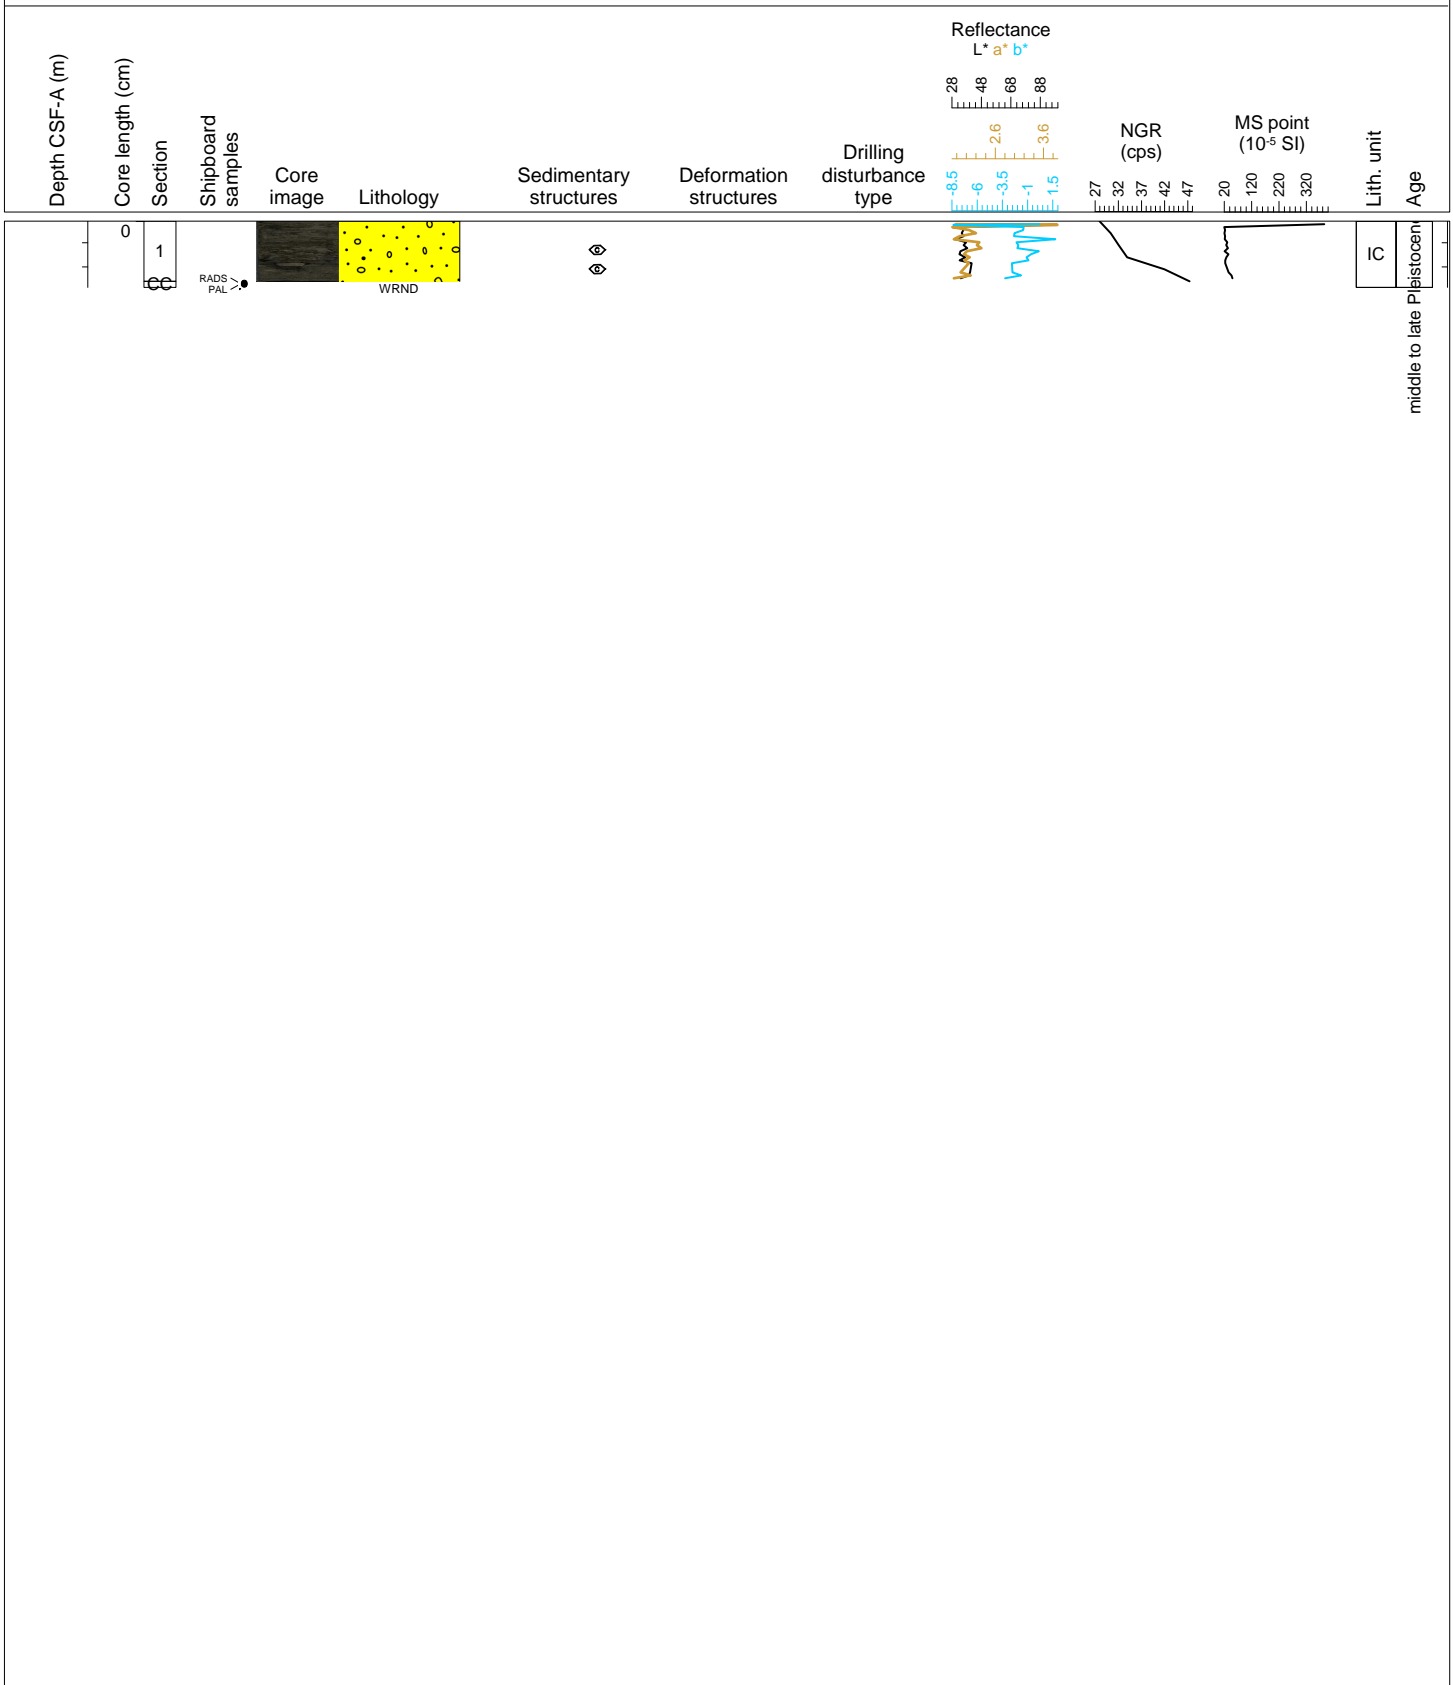 Depth CSF-A (m)
Core length (cm)
Section
Shipboard
samples
Core
image
Lithology
Sedimentary
structures
Deformation
structures
Drilling
disturbance
type
Reflectance
L* a* b*
28 48 68 88
2.6 3.6
-8.5 -6 -3.5 -1 1.5
NGR
(cps)
27 32 37 42 47
MS point
(10⁻⁵ SI)
20 120 220 320
Lith. unit
Age
0
1
CC
RADS
PAL
WRND
IC
middle to late Pleistocene